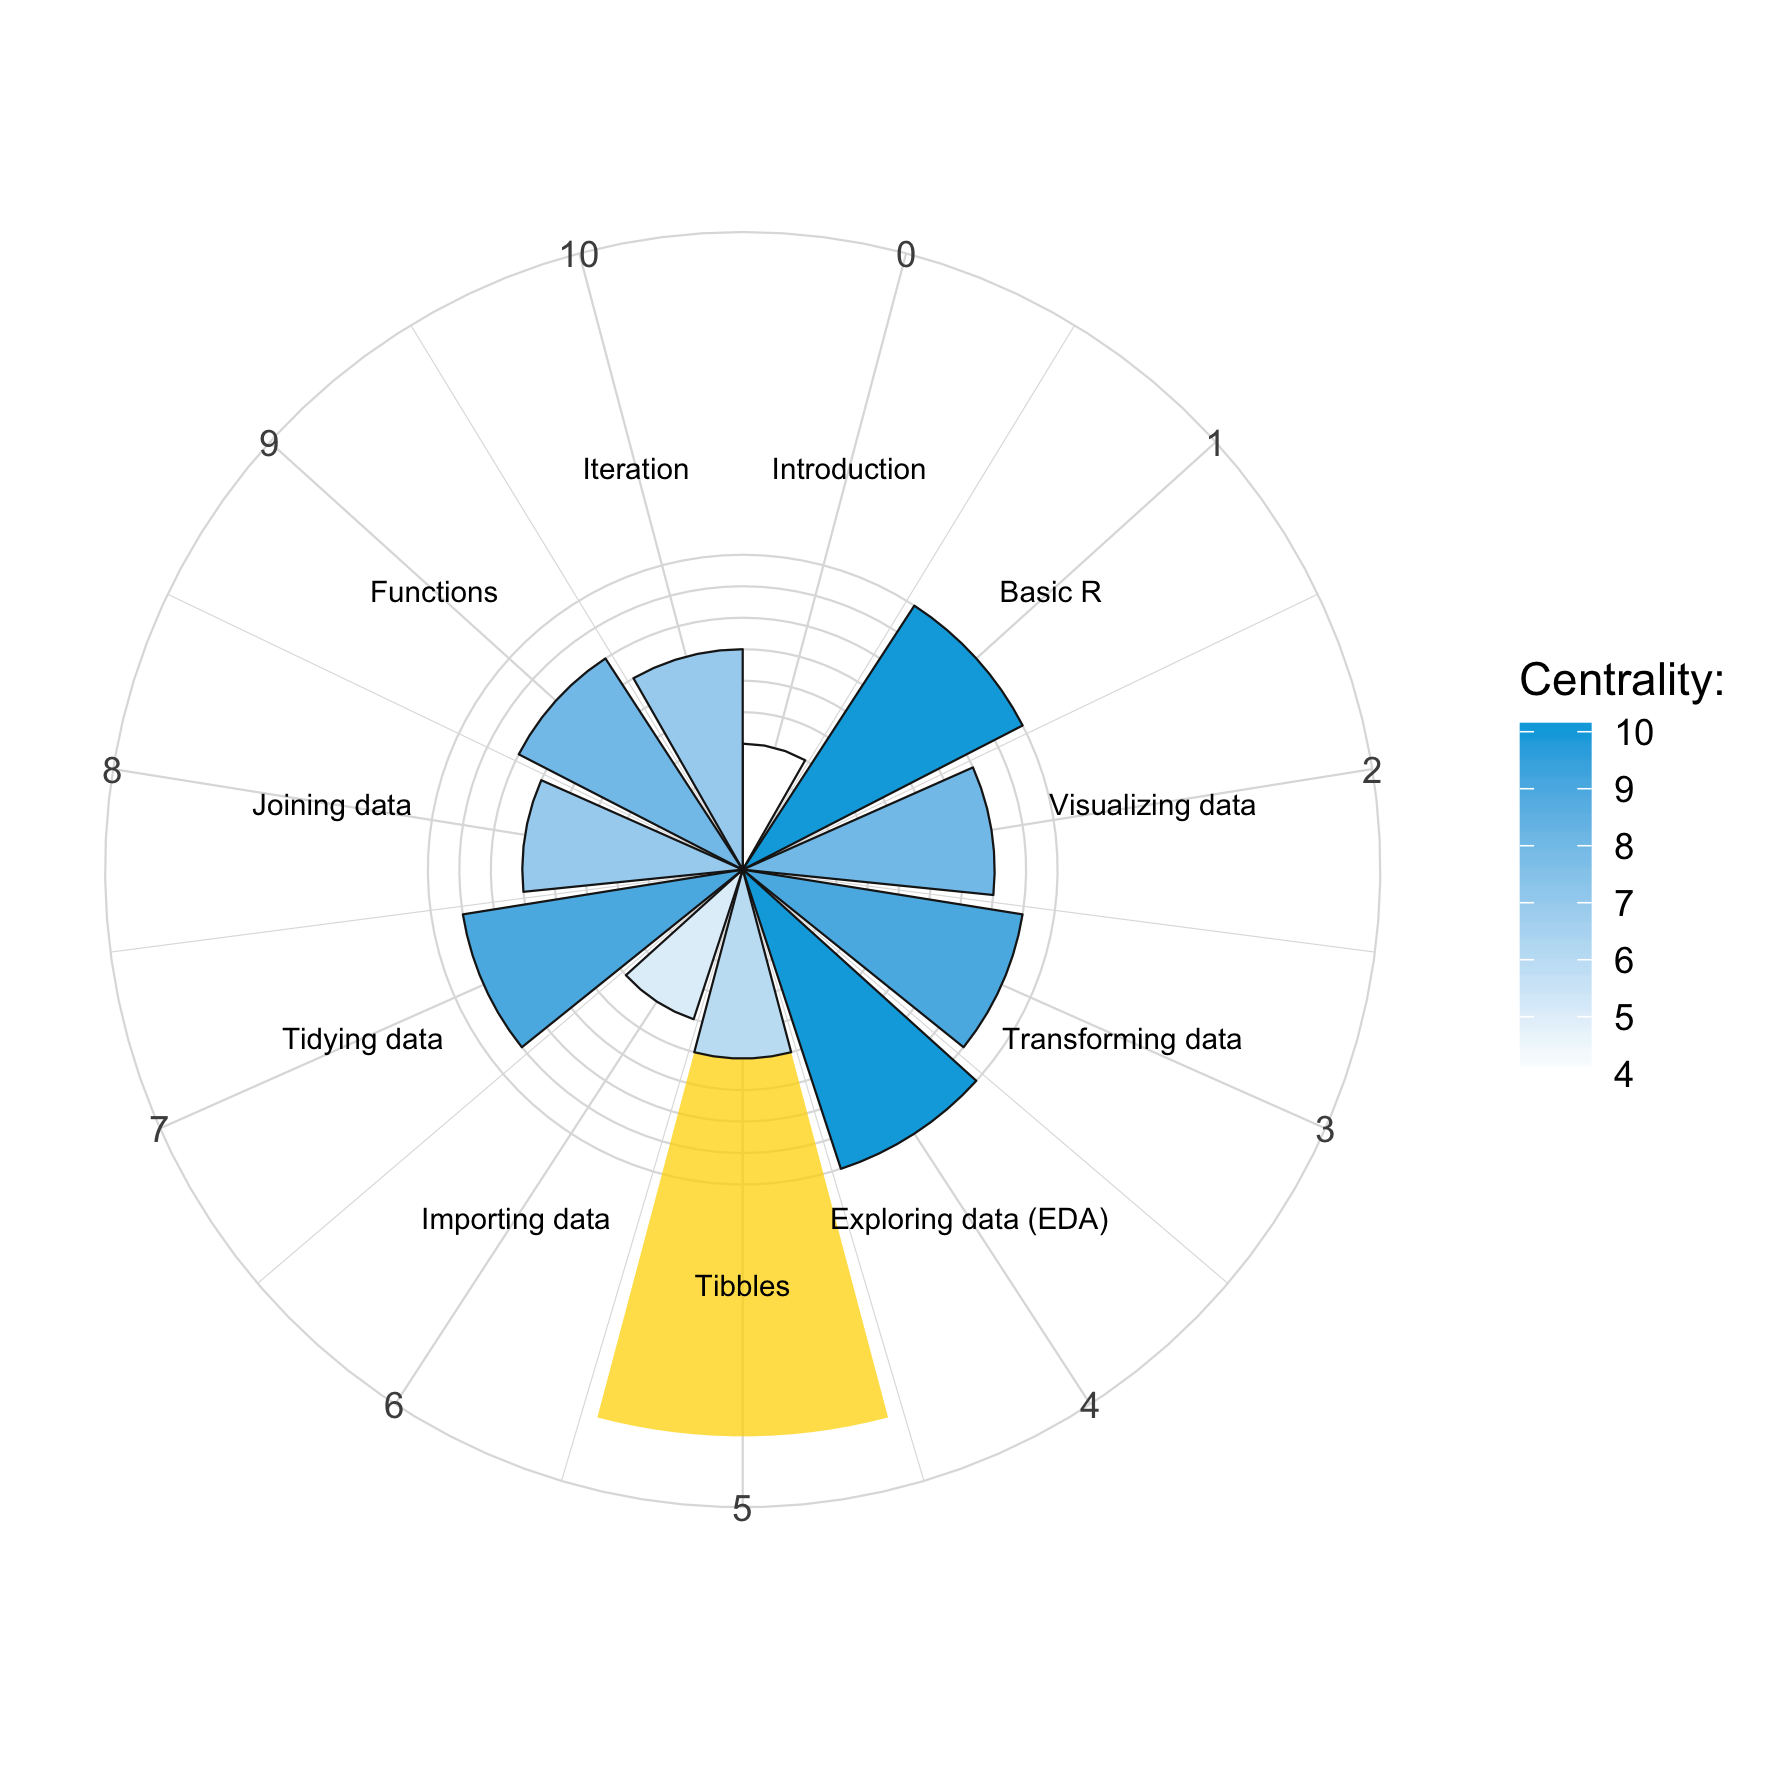 10
0
9
1
Iteration
Introduction
Functions
Basic R
8
2
Joining data
Visualizing data
Tidying data
Transforming data
7
3
Importing data
Exploring data (EDA)
Tibbles
6
4
5
Centrality:
10
9
8
7
6
5
4